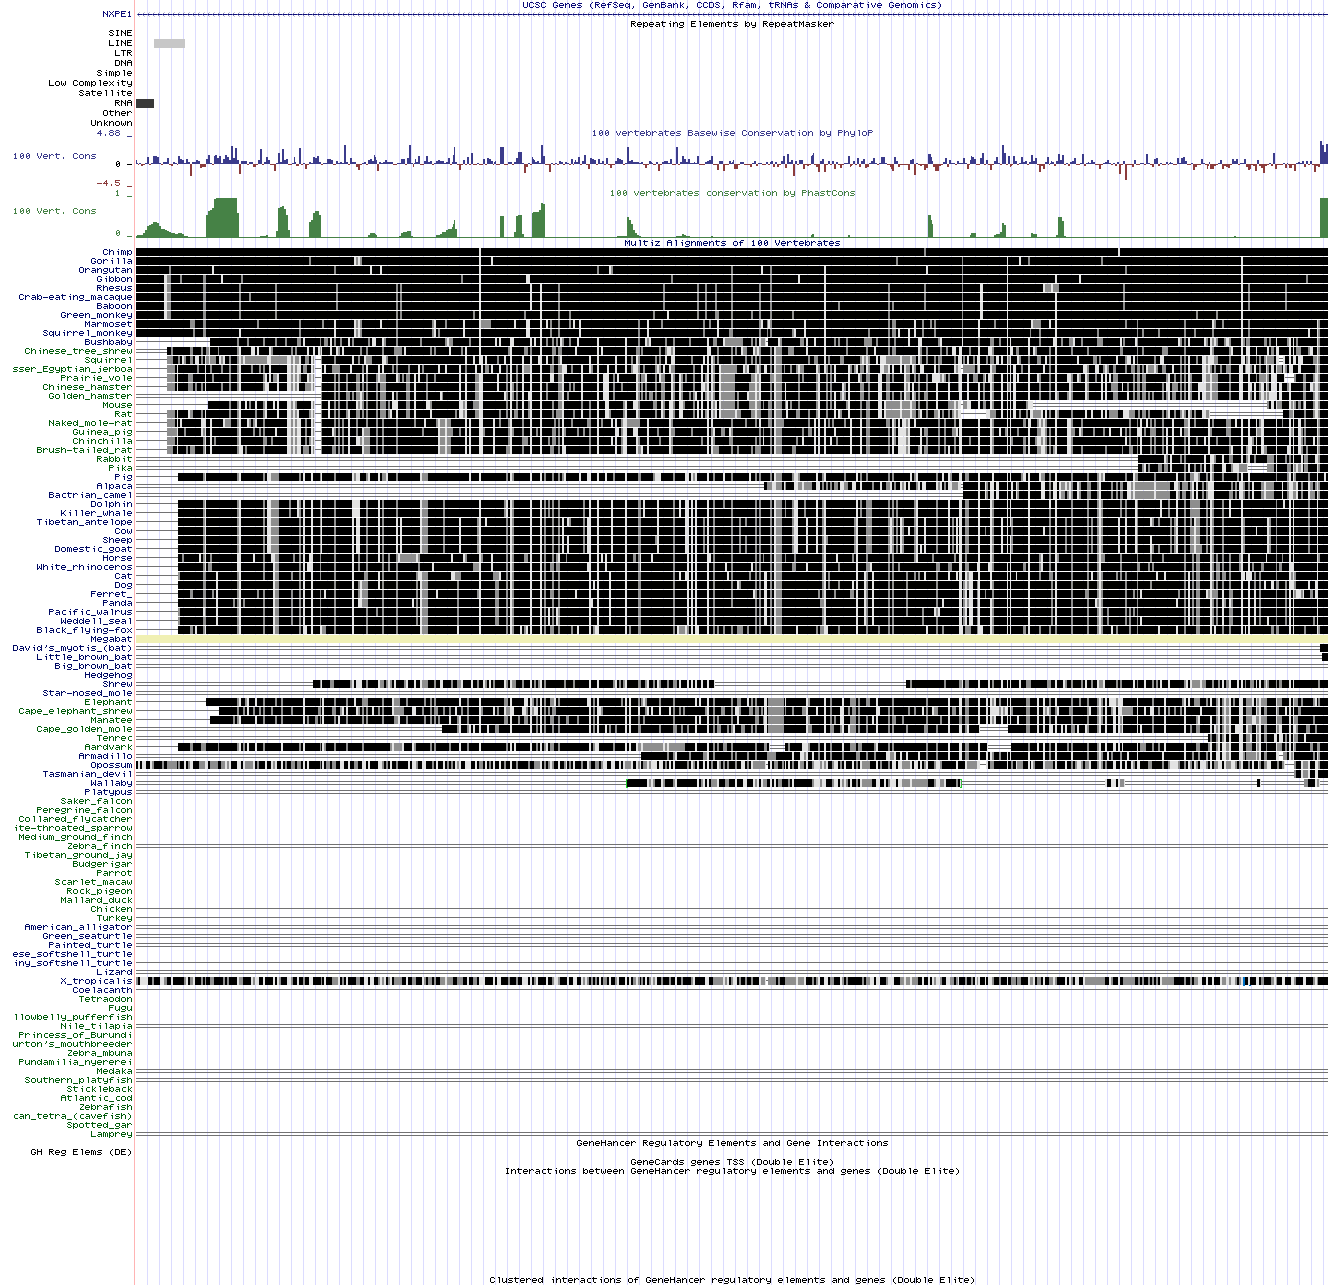 UCSC Genes (RefSeq, GenBank, CCDS, Rfam, tRNAs & Comparative Genomics)
NXPE1
Repeating Elements by RepeatMasker
SINE
LINE
LTR
DNA
Simple
Low Complexity
Satellite
RNA
Other
Unknown
4.88 _
100 vertebrates Basewise Conservation by PhyloP
100 Vert. Cons
0 -
-4.5 _
100 vertebrates conservation by PhastCons
1 _
100 Vert. Cons
0 _
Multiz Alignments of 100 Vertebrates
Chimp
Gorilla
Orangutan
Gibbon
Rhesus
Crab-eating_macaque
Baboon
Green_monkey
Marmoset
Squirrel_monkey
Bushbaby
Chinese_tree_shrew
Squirrel
sser_Egyptian_jerboa
Prairie_vole
Chinese_hamster
Golden_hamster
Mouse
Rat
Naked_mole-rat
Guinea_pig
Chinchilla
Brush-tailed_rat
Rabbit
Pika
Pig
Alpaca
Bactrian_camel
Dolphin
Killer_whale
Tibetan_antelope
Cow
Sheep
Domestic_goat
Horse
White_rhinoceros
Cat
Dog
Ferret_
Panda
Pacific_walrus
Weddell_seal
Black_flying-fox
Megabat
David's_myotis_(bat)
Little_brown_bat
Big_brown_bat
Hedgehog
Shrew
Star-nosed_mole
Elephant
Cape_elephant_shrew
Manatee
Cape_golden_mole
Tenrec
Aardvark
Armadillo
Opossum
Tasmanian_devil
Wallaby
Platypus
Saker_falcon
Peregrine_falcon
Collared_flycatcher
ite-throated_sparrow
Medium_ground_finch
Zebra_finch
Tibetan_ground_jay
Budgerigar
Parrot
Scarlet_macaw
Rock_pigeon
Mallard_duck
Chicken
Turkey
American_alligator
Green_seaturtle
Painted_turtle
ese_softshell_turtle
iny_softshell_turtle
Lizard
X_tropicalis
Coelacanth
Tetraodon
Fugu
llowbelly_pufferfish
Nile_tilapia
Princess_of_Burundi
urton's_mouthbreeder
Zebra_mbuna
Pundamilia_nyererei
Medaka
Southern_platyfish
Stickleback
Atlantic_cod
Zebrafish
can_tetra_(cavefish)
Spotted_gar
Lamprey
GeneHancer Regulatory Elements and Gene Interactions
GH Reg Elems (DE)
GeneCards genes TSS (Double Elite)
Interactions between GeneHancer regulatory elements and genes (Double Elite)
Clustered interactions of GeneHancer regulatory elements and genes (Double Elite)